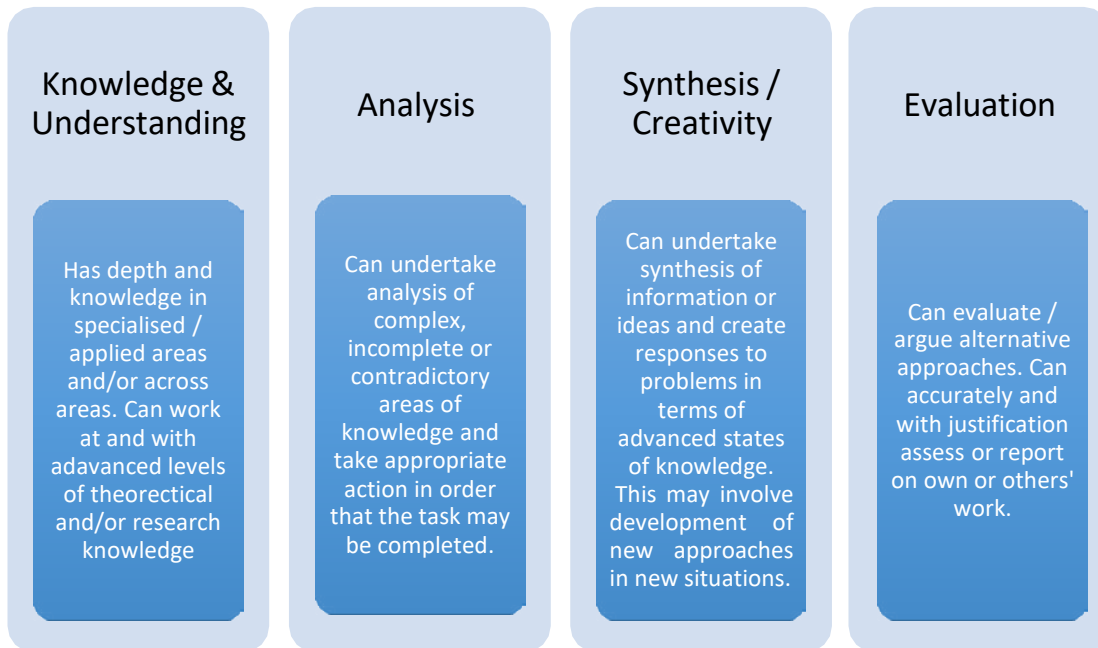 Knowledge &
Understanding
Has depth and
knowledge in
specialised /
applied areas
and/or across
areas. Can work
at and with
adavanced levels
of theorectical
and/or research
knowledge
Analysis
Can undertake
analysis of
complex,
incomplete or
contradictory
areas of
knowledge and
take appropriate
action in order
that the task may
be completed.
Synthesis /
Creativity
Can undertake
synthesis of
information or
ideas and create
responses to
problems in
terms of
advanced states
of knowledge.
This may involve
development of
new approaches
in new situations.
Evaluation
Can evaluate /
argue alternative
approaches. Can
accurately and
with justification
assess or report
on own or others'
work.